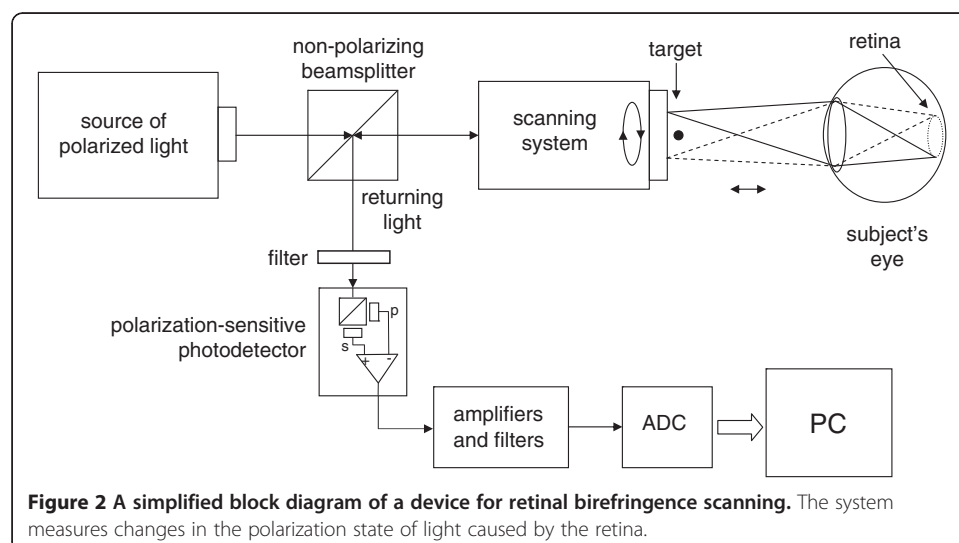 non-polarizing
beamsplitter
target
retina
source of
polarized light
scanning
system
returning
light
subject's
eye
filter
polarization-sensitive
photodetector
p
s
+
-
amplifiers
and filters
ADC
PC
Figure 2 A simplified block diagram of a device for retinal birefringence scanning. The system
measures changes in the polarization state of light caused by the retina.